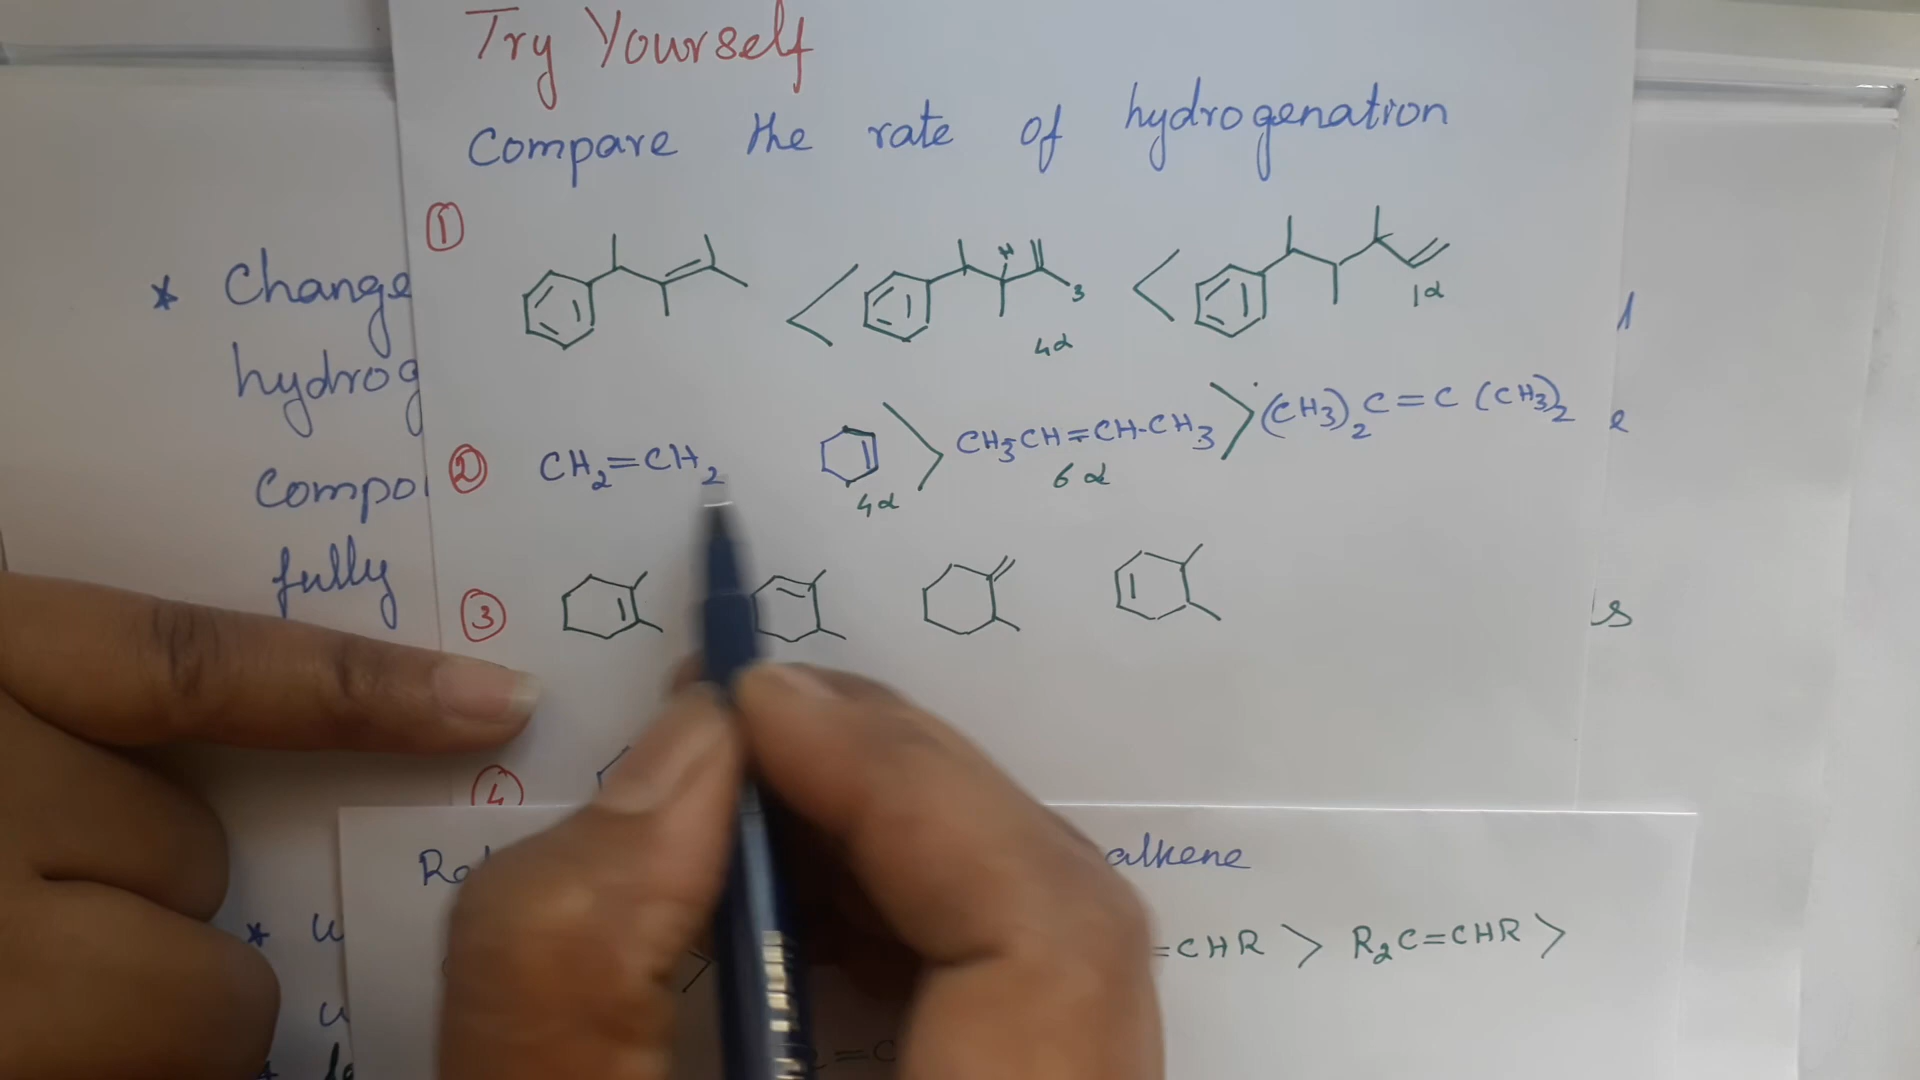 Try Yourself
Compare the rate of hydrogenation
①
* Change
H
< 3 <
4α 1α
hydrog
② CH₂=CH₂ > CH₃CH=CH-CH₃ > (CH₃)₂C=C(CH₃)₂
4α 6α
compo
fully
③
s
④
alkene
=CHR > R₂C=CHR >
>
=C